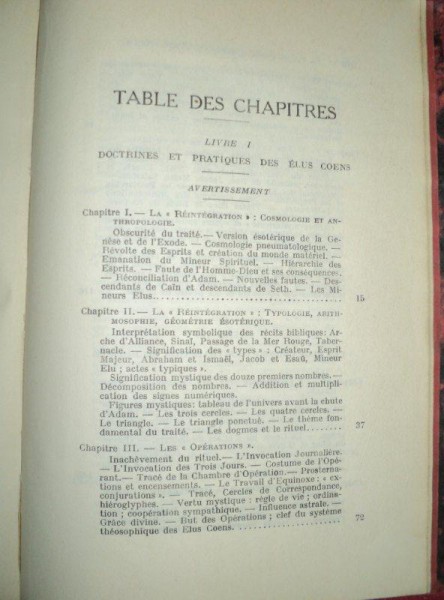 TABLE DES CHAPITRES
LIVRE I
DOCTRINES ET PRATIQUES DES ÉLUS COENS
AVERTISSEMENT
Chapitre I. — LA « RÉINTÉGRATION » : COSMOLOGIE ET AN-
THROPOLOGIE.
Obscurité du traité. — Version ésotérique de la Ge-
nèse et de l'Exode. — Cosmologie pneumatologique. —
Révolte des Esprits et création du monde matériel. —
Emanation du Mineur Spirituel. — Hiérarchie des
Esprits. — Faute de l'Homme-Dieu et ses conséquences.
— Réconciliation d'Adam. — Nouvelles fautes. — Des-
cendants de Caïn et descendants de Seth. — Les Mi-
neurs Elus. 15
Chapitre II. — LA « RÉINTÉGRATION » : TYPOLOGIE, ARITH-
MOSOPHIE, GÉOMÉTRIE ÉSOTÉRIQUE.
Interprétation symbolique des récits bibliques: Ar-
che d'Alliance, Sinaï, Passage de la Mer Rouge, Taber-
nacle. — Signification des « types » : Créateur, Esprit
Majeur, Abraham et Ismaël, Jacob et Esaü, Mineur
Elu ; actes « typiques ».
Signification mystique des douze premiers nombres. —
Décomposition des nombres. — Addition et multipli-
cation des signes numériques.
Figures mystiques: tableau de l'univers avant la chute
d'Adam. — Les trois cercles. — Les quatre cercles. —
Le triangle. — Le triangle ponctué. — Le thème fon-
damental du traité. — Les dogmes et le rituel. 37
Chapitre III. — LES « OPÉRATIONS ».
Inachèvement du rituel. — L'Invocation Journalière.
— L'Invocation des Trois Jours. — Costume de l'Opé-
rant. — Tracé de la Chambre d'Opération. — Prosterna-
tions et encensements. — Le Travail d'Equinoxe : « ex-
conjurations ». — Tracé, Cercles de Correspondance,
hiéroglyphes. — Vertu mystique : règle de vie ; ordina-
tion ; coopération sympathique. — Influence astrale. —
Grâce divine. — But des Opérations ; clef du système
théosophique des Elus Coens. 72